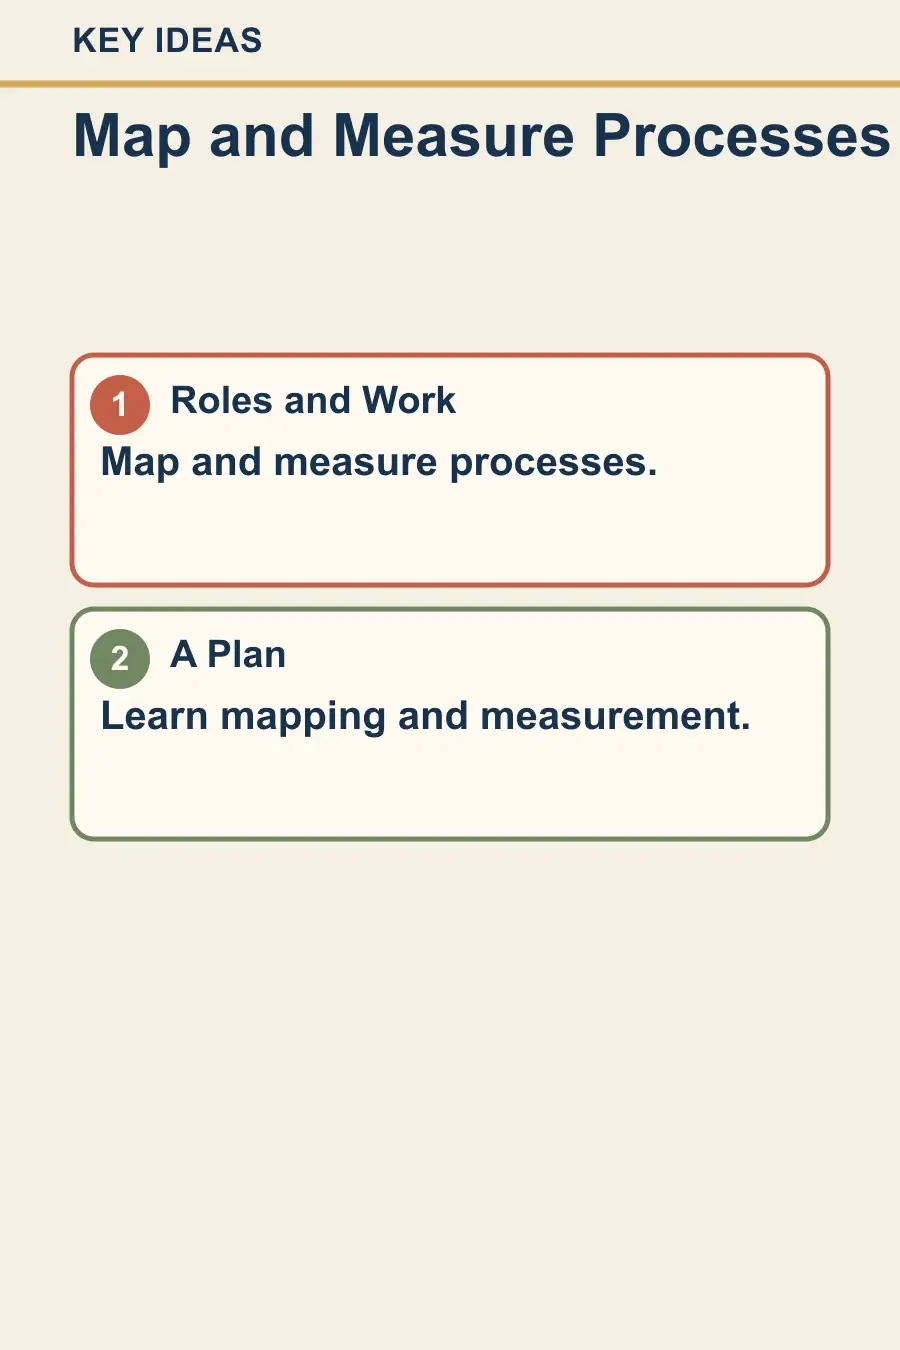 KEY IDEAS
Map and Measure Processes
1 Roles and Work
Map and measure processes.
2 A Plan
Learn mapping and measurement.